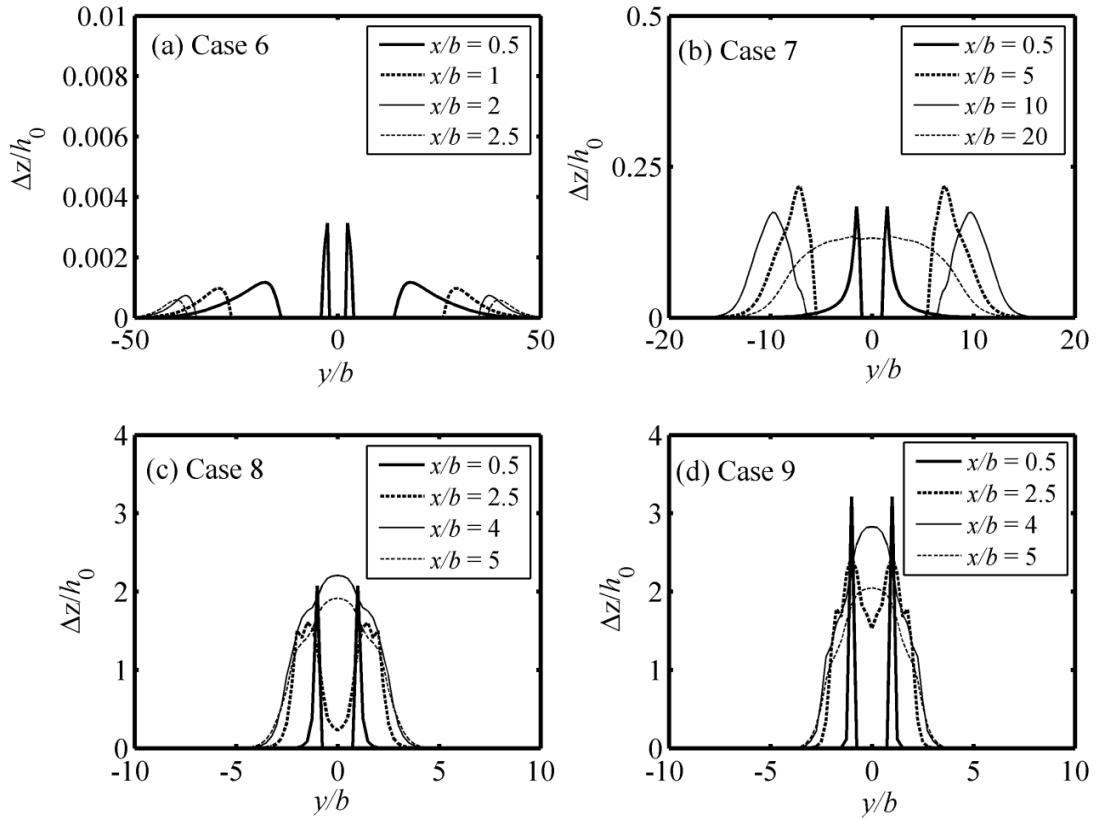 (a) Case 6
x/b = 0.5
x/b = 1
x/b = 2
x/b = 2.5
0.01
0.008
0.006
0.004
0.002
0
Δz/h₀
-50
0
50
y/b
(b) Case 7
x/b = 0.5
x/b = 5
x/b = 10
x/b = 20
0.5
0.25
0
Δz/h₀
-20
-10
0
10
20
y/b
(c) Case 8
x/b = 0.5
x/b = 2.5
x/b = 4
x/b = 5
4
3
2
1
0
Δz/h₀
-10
-5
0
5
10
y/b
(d) Case 9
x/b = 0.5
x/b = 2.5
x/b = 4
x/b = 5
4
3
2
1
0
Δz/h₀
-10
-5
0
5
10
y/b